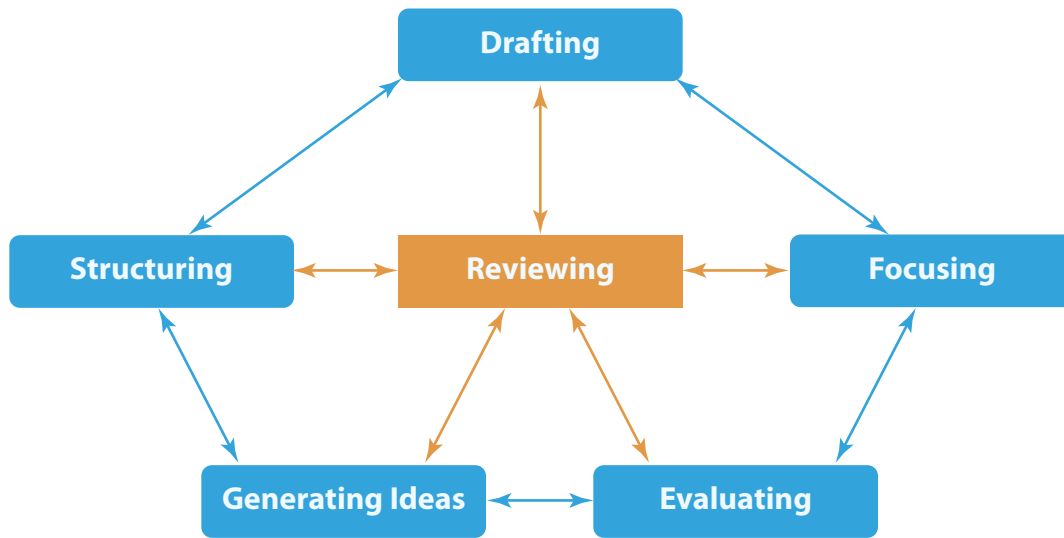 Drafting
Structuring
Reviewing
Focusing
Generating Ideas
Evaluating